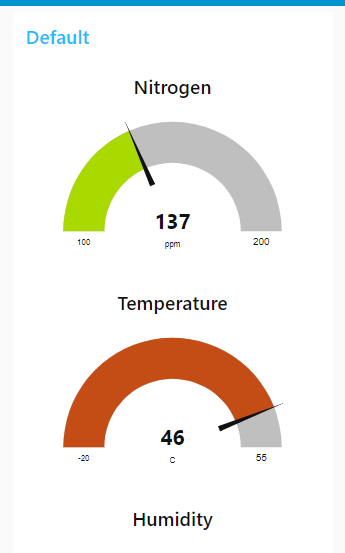 Default
Nitrogen
137
ppm
100
200
Temperature
46
C
-20
55
Humidity